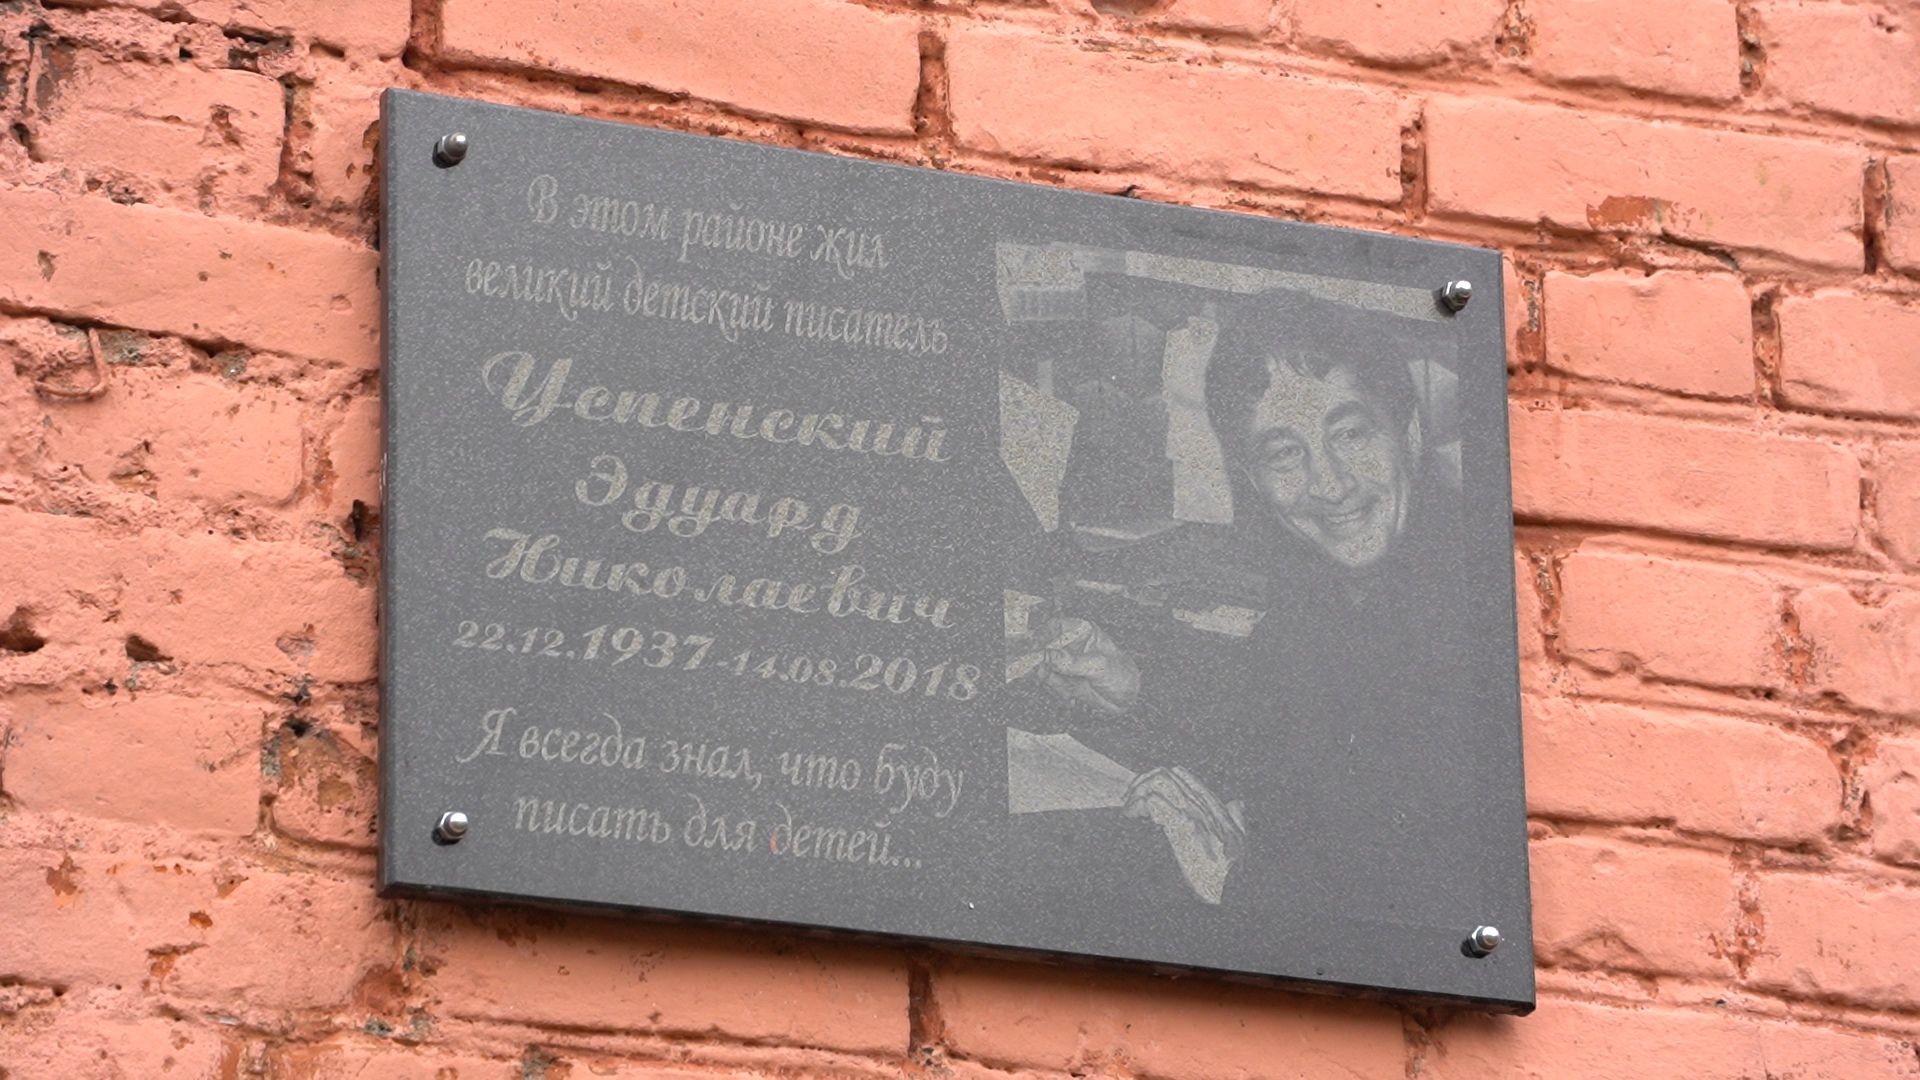 В этом районе жил
великий детский писатель
Успенский
Эдуард
Николаевич
22.12.1937-14.08.2018
Я всегда знал, что буду
писать для детей...